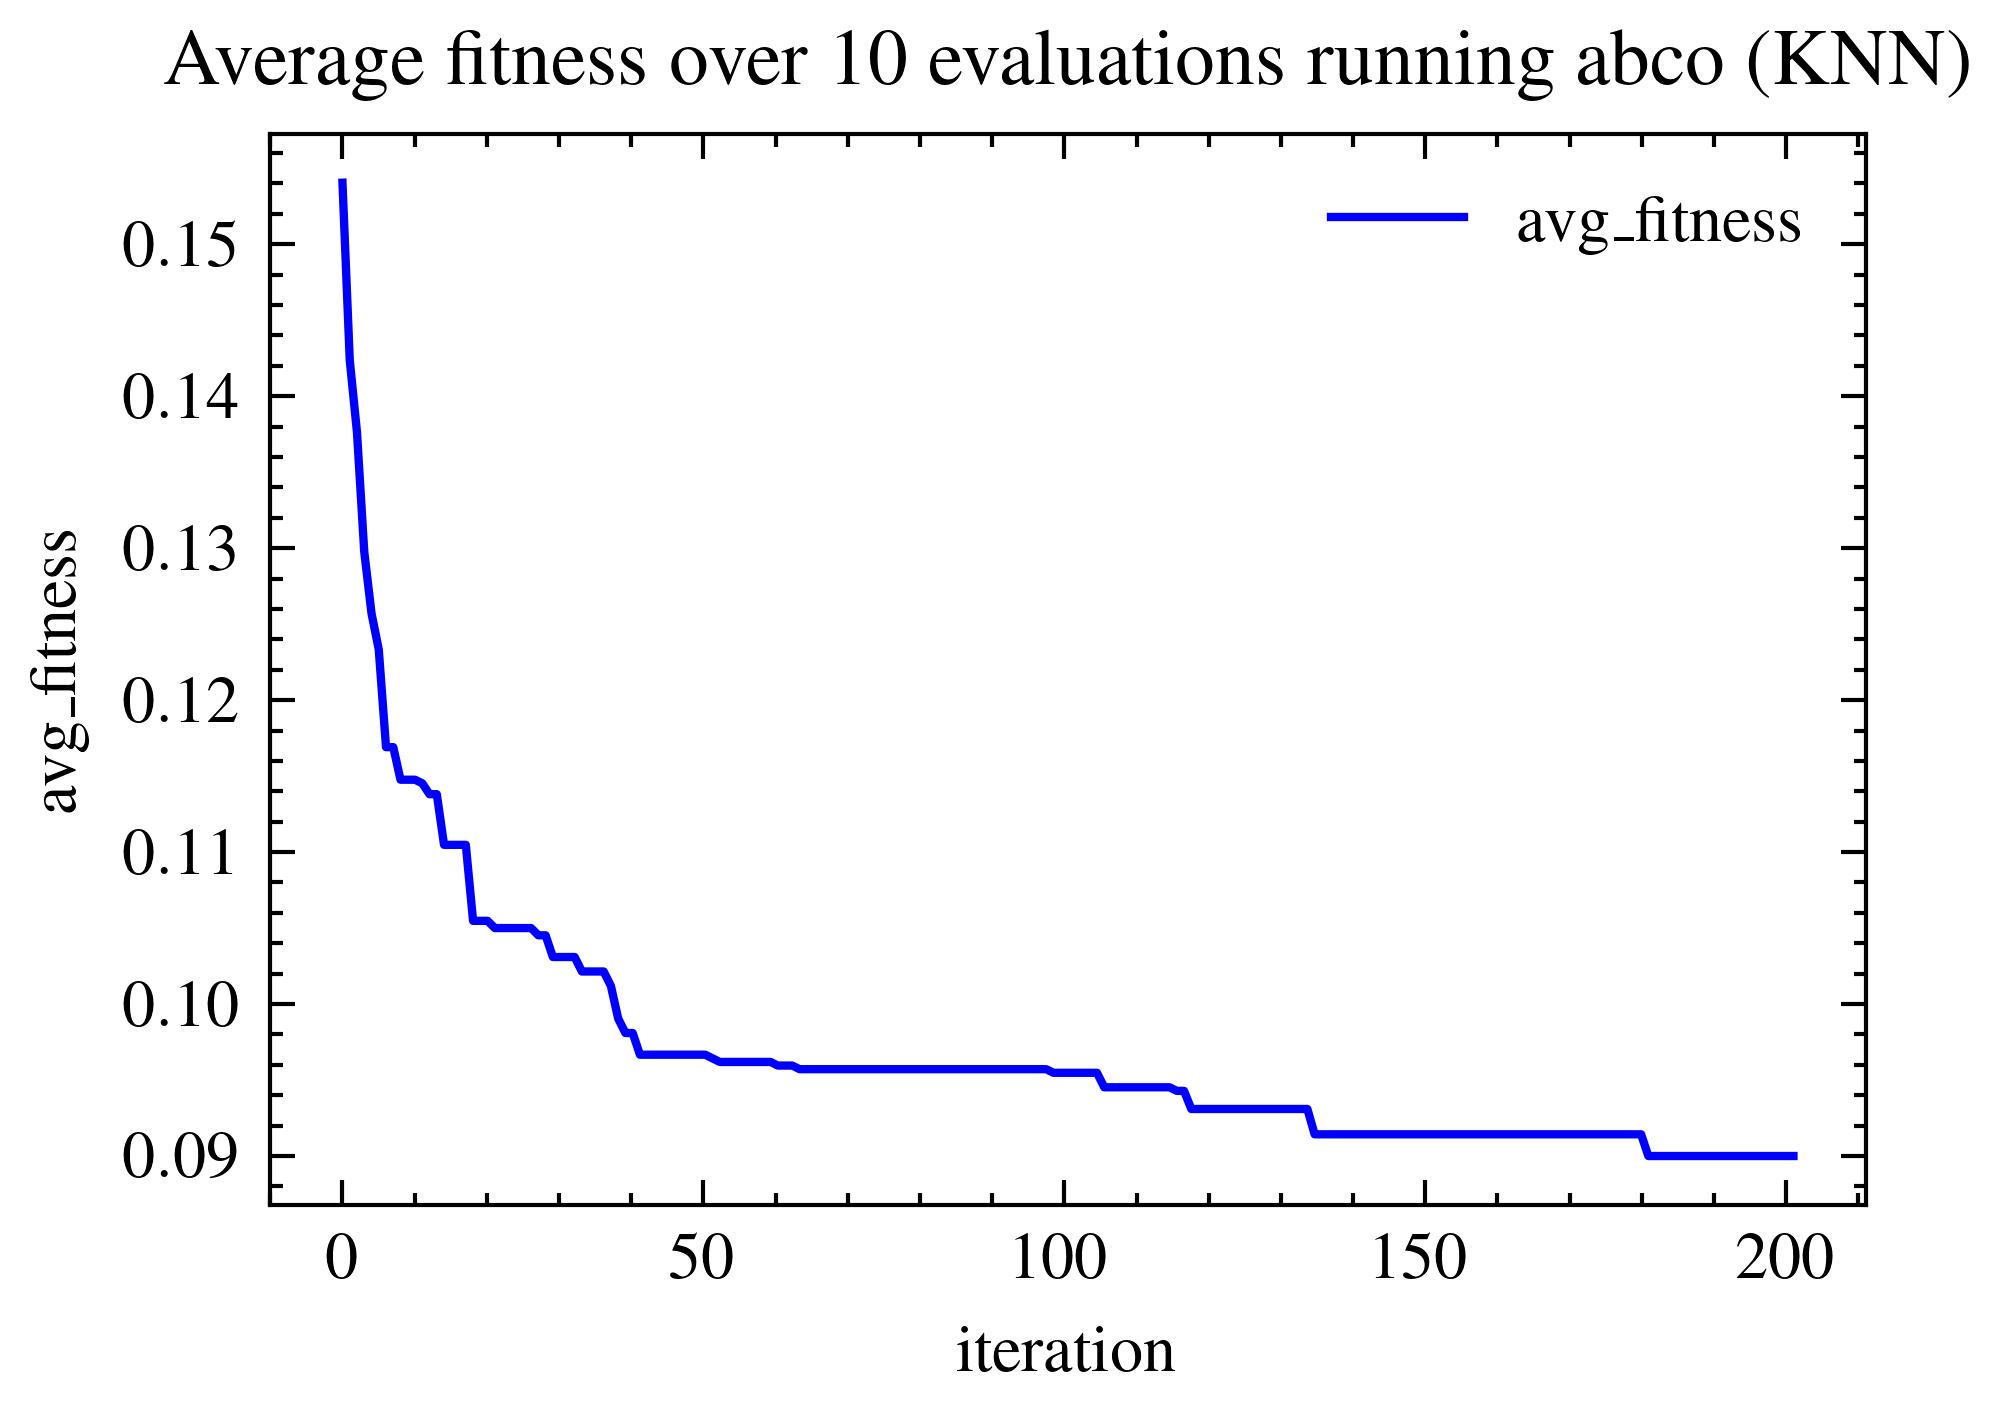 Average fitness over 10 evaluations running abco (KNN)
avg_fitness
0.15
0.14
0.13
0.12
0.11
0.10
0.09
avg_fitness
0 50 100 150 200
iteration